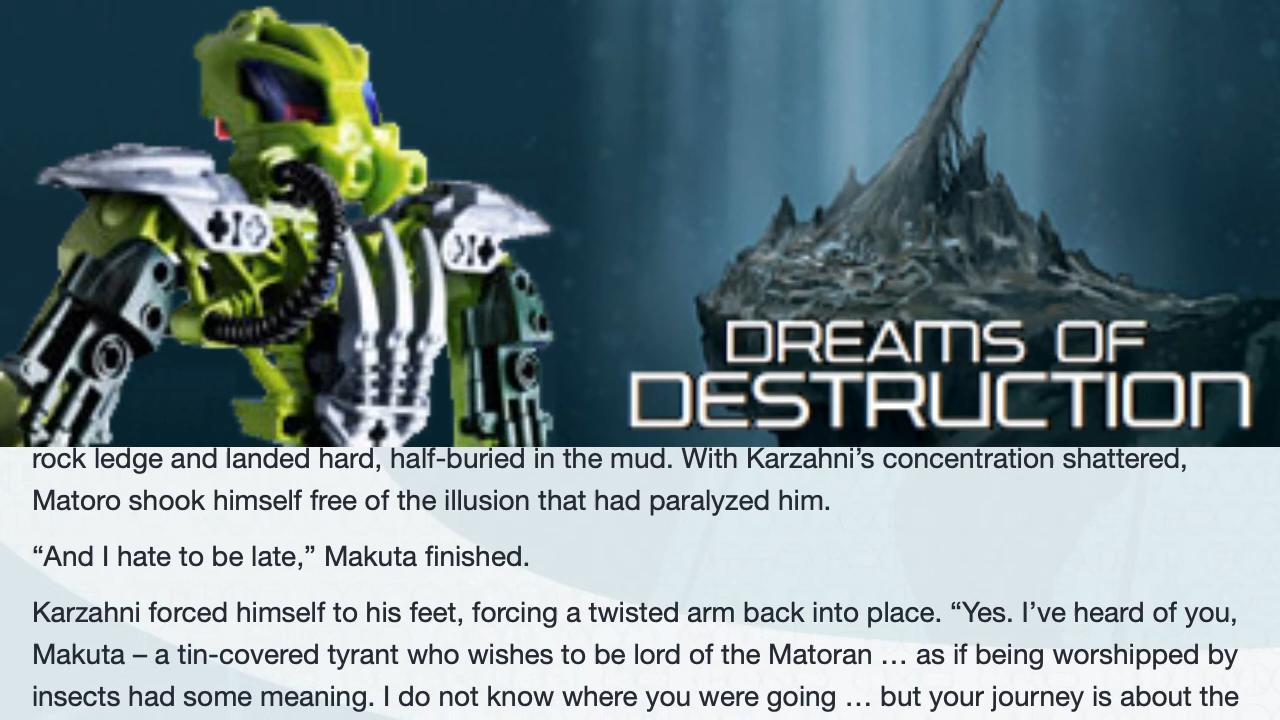 DREAMS OF
DESTRUCTION
rock ledge and landed hard, half-buried in the mud. With Karzahni’s concentration shattered,
Matoro shook himself free of the illusion that had paralyzed him.
“And I hate to be late,” Makuta finished.
Karzahni forced himself to his feet, forcing a twisted arm back into place. “Yes. I’ve heard of you,
Makuta – a tin-covered tyrant who wishes to be lord of the Matoran … as if being worshipped by
insects had some meaning. I do not know where you were going … but your journey is about the